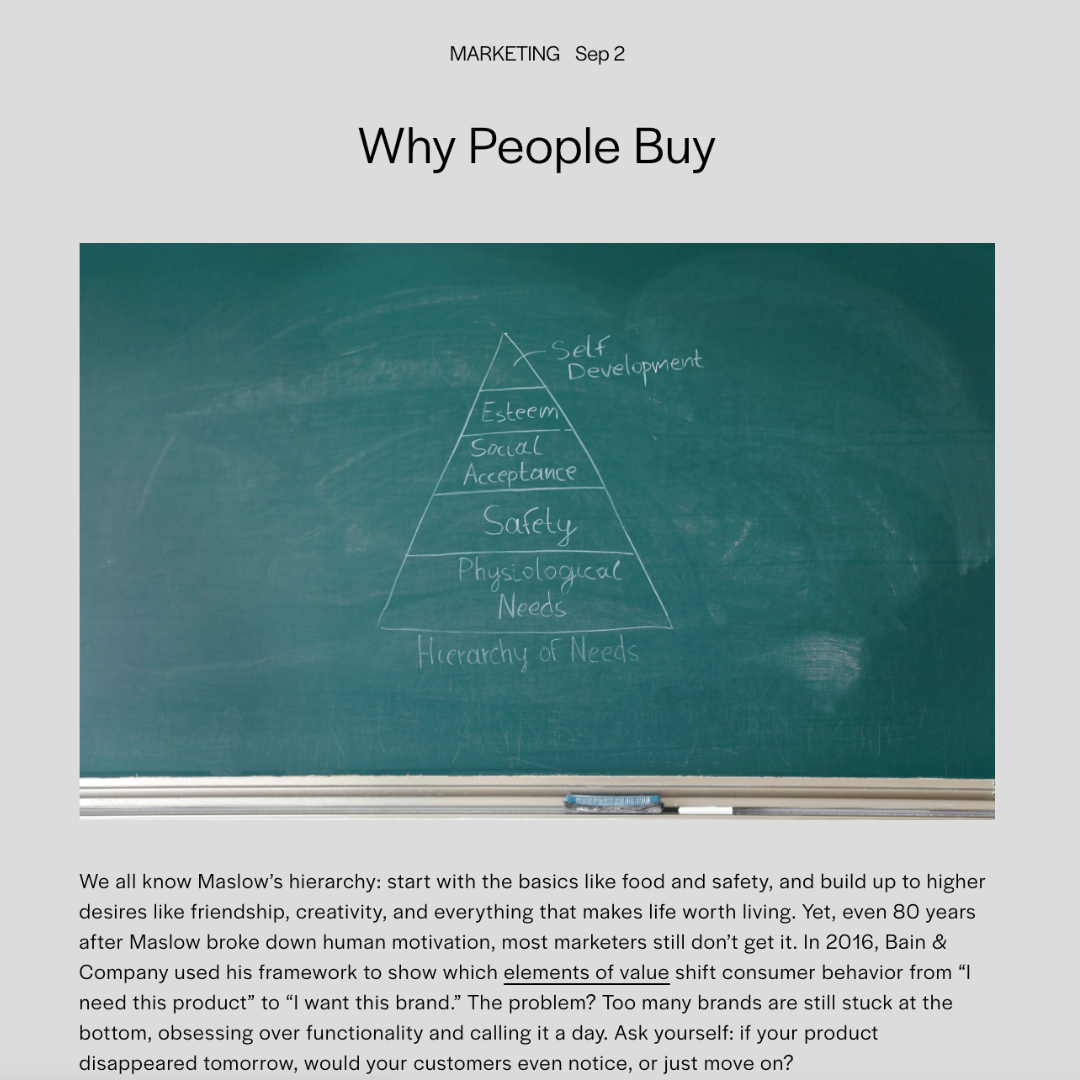 MARKETING Sep 2
Why People Buy
Self
Development
Esteem
Social
Acceptance
Safety
Physiological
Needs
Hierarchy of Needs
We all know Maslow’s hierarchy: start with the basics like food and safety, and build up to higher
desires like friendship, creativity, and everything that makes life worth living. Yet, even 80 years
after Maslow broke down human motivation, most marketers still don’t get it. In 2016, Bain &
Company used his framework to show which elements of value shift consumer behavior from “I
need this product” to “I want this brand.” The problem? Too many brands are still stuck at the
bottom, obsessing over functionality and calling it a day. Ask yourself: if your product
disappeared tomorrow, would your customers even notice, or just move on?